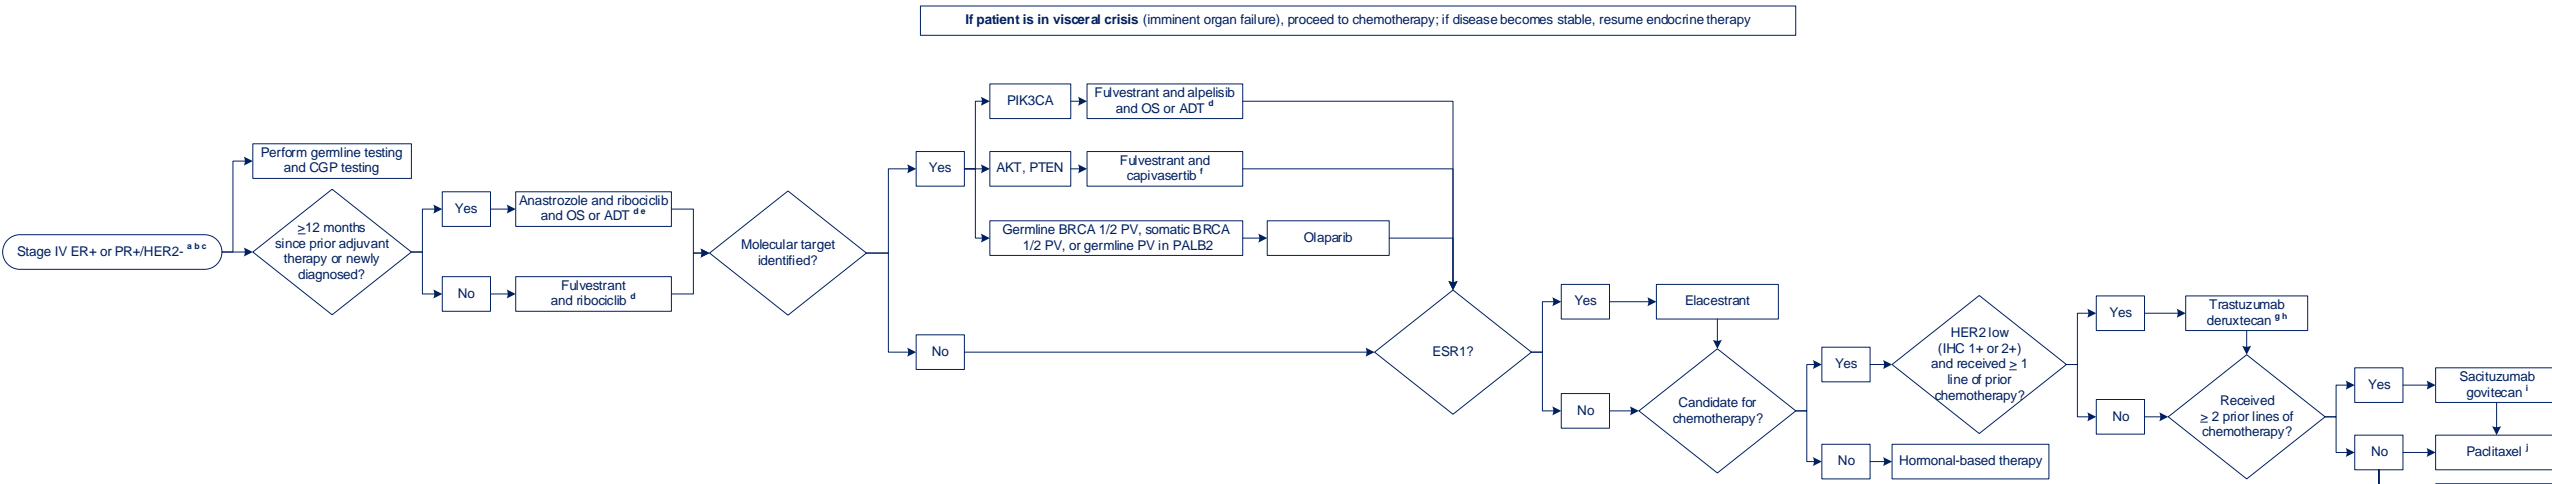 If patient is in visceral crisis (imminent organ failure), proceed to chemotherapy; if disease becomes stable, resume endocrine therapy
Stage IV ER+ or PR+/HER2- a b c
Perform germline testing
and CGP testing
≥12 months
since prior adjuvant
therapy or newly
diagnosed?
Yes
Anastrozole and ribociclib
and OS or ADT d e
No
Fulvestrant
and ribociclib d
Molecular target
identified?
Yes
PIK3CA
Fulvestrant and alpelisib
and OS or ADT d
AKT, PTEN
Fulvestrant and
capivasertib f
Germline BRCA 1/2 PV, somatic BRCA
1/2 PV, or germline PV in PALB2
Olaparib
No
ESR1?
Yes
Elacestrant
No
Candidate for
chemotherapy?
Yes
HER2 low
(IHC 1+ or 2+)
and received ≥ 1
line of prior
chemotherapy?
No
Hormonal-based therapy
Yes
Trastuzumab
deruxtecan g h
No
Received
≥ 2 prior lines of
chemotherapy?
Yes
Sacituzumab
govitecan i
No
Paclitaxel j